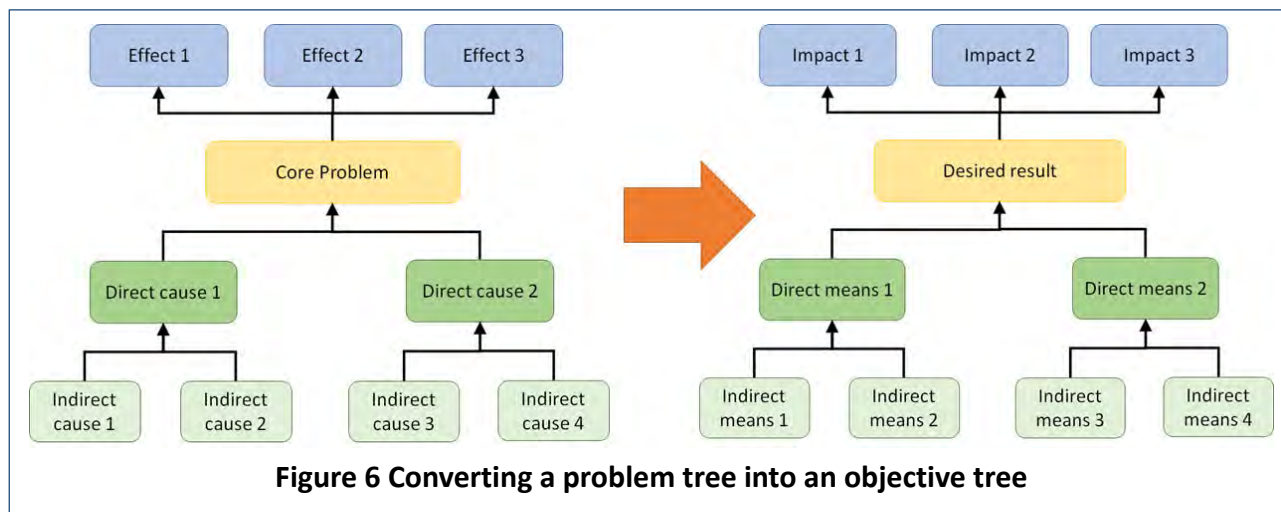 Effect 1
Effect 2
Effect 3
Impact 1
Impact 2
Impact 3
Core Problem
Desired result
Direct cause 1
Direct cause 2
Direct means 1
Direct means 2
Indirect
cause 1
Indirect
cause 2
Indirect
cause 3
Indirect
cause 4
Indirect
means 1
Indirect
means 2
Indirect
means 3
Indirect
means 4
Figure 6 Converting a problem tree into an objective tree